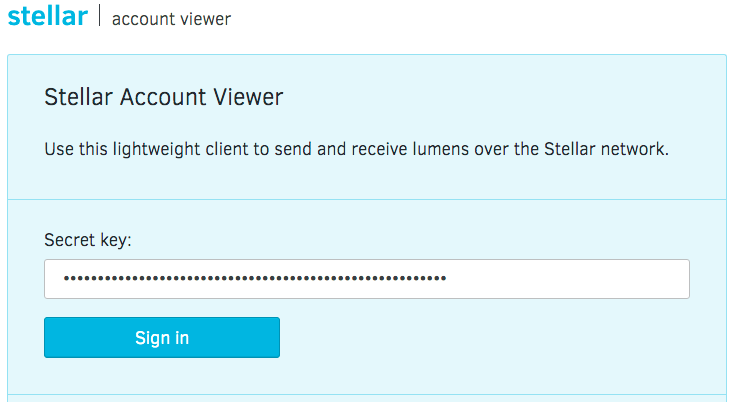 stellar | account viewer
Stellar Account Viewer
Use this lightweight client to send and receive lumens over the Stellar network.
Secret key:
••••••••••••••••••••••••••••••••••••••••••••••••••••••••
Sign in